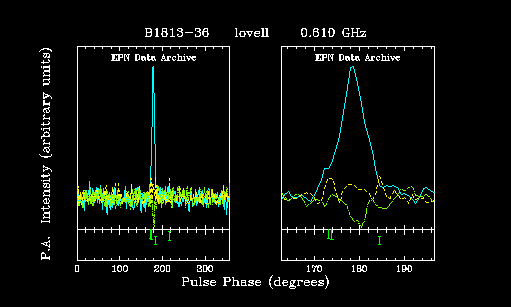 B1813-36 lovell 0.610 GHz
EPN Data Archive EPN Data Archive
P.A. Intensity (arbitrary units)
0 100 200 300 170 180 190
Pulse Phase (degrees)